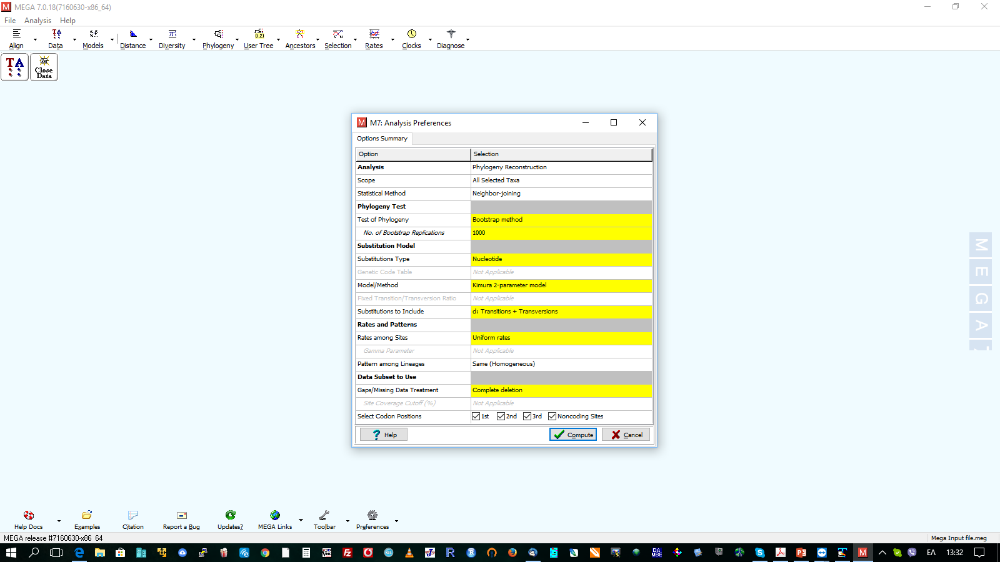 M MEGA 7.0.18(7160630-x86_64)
File Analysis Help
TA α·β π (1,2)
Align Data Models Distance Diversity Phylogeny User Tree Ancestors Selection Rates Clocks Diagnose
TA Close Data
M M7: Analysis Preferences
Options Summary
Option Selection
Analysis Phylogeny Reconstruction
Scope All Selected Taxa
Statistical Method Neighbor-joining
Phylogeny Test
Test of Phylogeny Bootstrap method
No. of Bootstrap Replications 1000
Substitution Model
Substitutions Type Nucleotide
Genetic Code Table Not Applicable
Model/Method Kimura 2-parameter model
Fixed Transition/Transversion Ratio Not Applicable
Substitutions to Include d: Transitions + Transversions
Rates and Patterns
Rates among Sites Uniform rates
Gamma Parameter Not Applicable
Pattern among Lineages Same (Homogeneous)
Data Subset to Use
Gaps/Missing Data Treatment Complete deletion
Site Coverage Cutoff (%) Not Applicable
Select Codon Positions 1st 2nd 3rd Noncoding Sites
? Help Compute Cancel
MEGA
Help Docs Examples Citation Report a Bug Updates? MEGA Links Toolbar Preferences
MEGA release #7160630-x86_64 Mega Input file.meg
VNC FZ R R DAMBE S P M ΕΛ 13:32